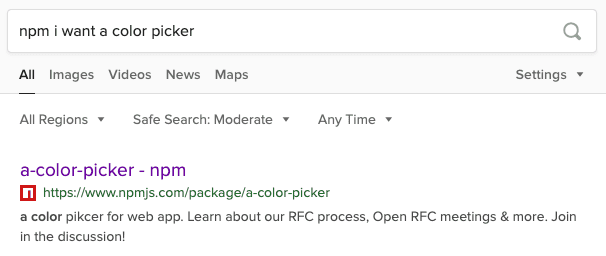 npm i want a color picker
All Images Videos News Maps Settings
All Regions Safe Search: Moderate Any Time
a-color-picker - npm
https://www.npmjs.com/package/a-color-picker
a color pikcer for web app. Learn about our RFC process, Open RFC meetings & more. Join
in the discussion!